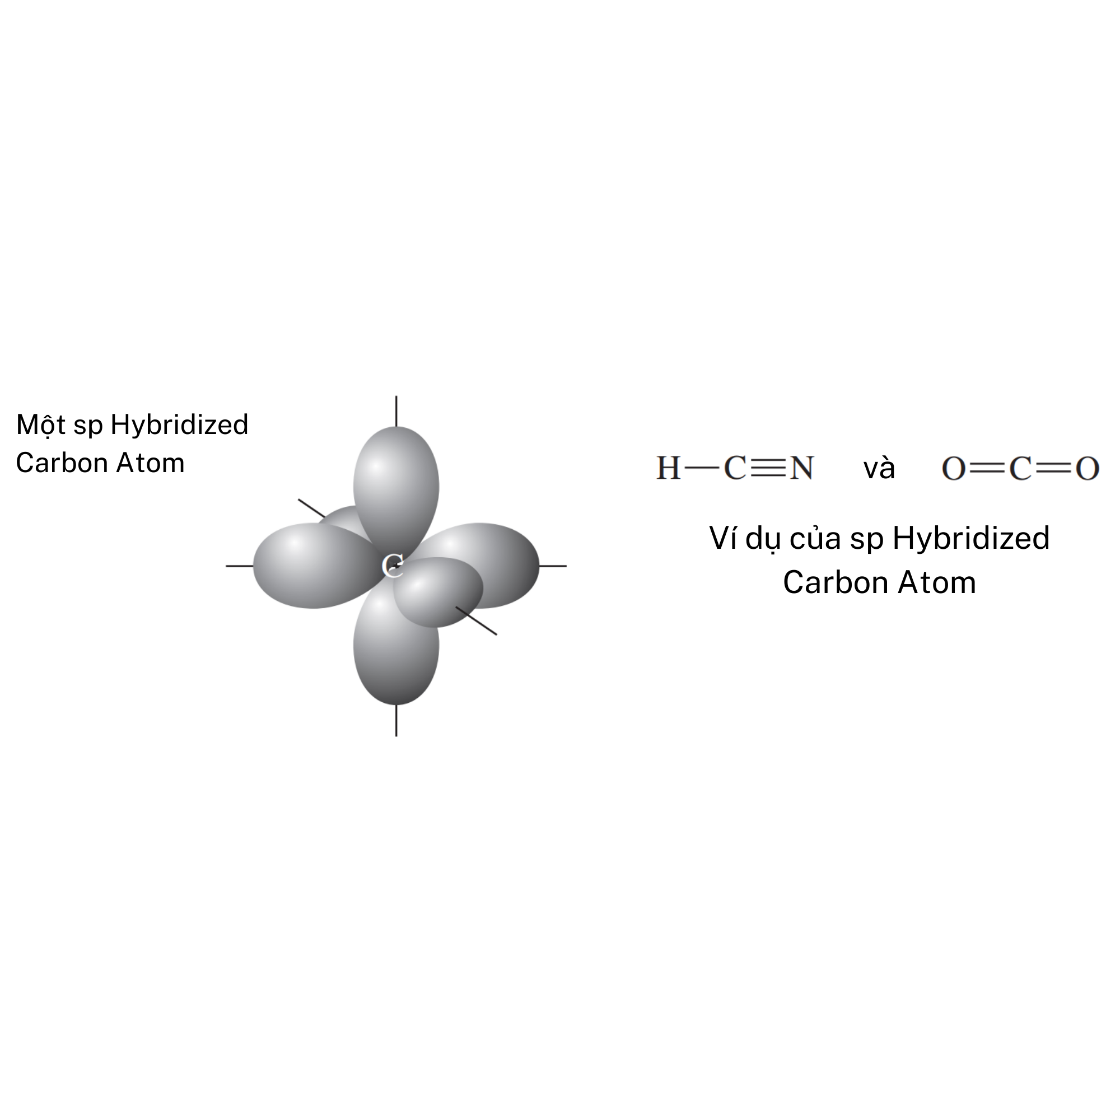 Một sp Hybridized
Carbon Atom
C
H—C≡N và O=C=O
Ví dụ của sp Hybridized
Carbon Atom